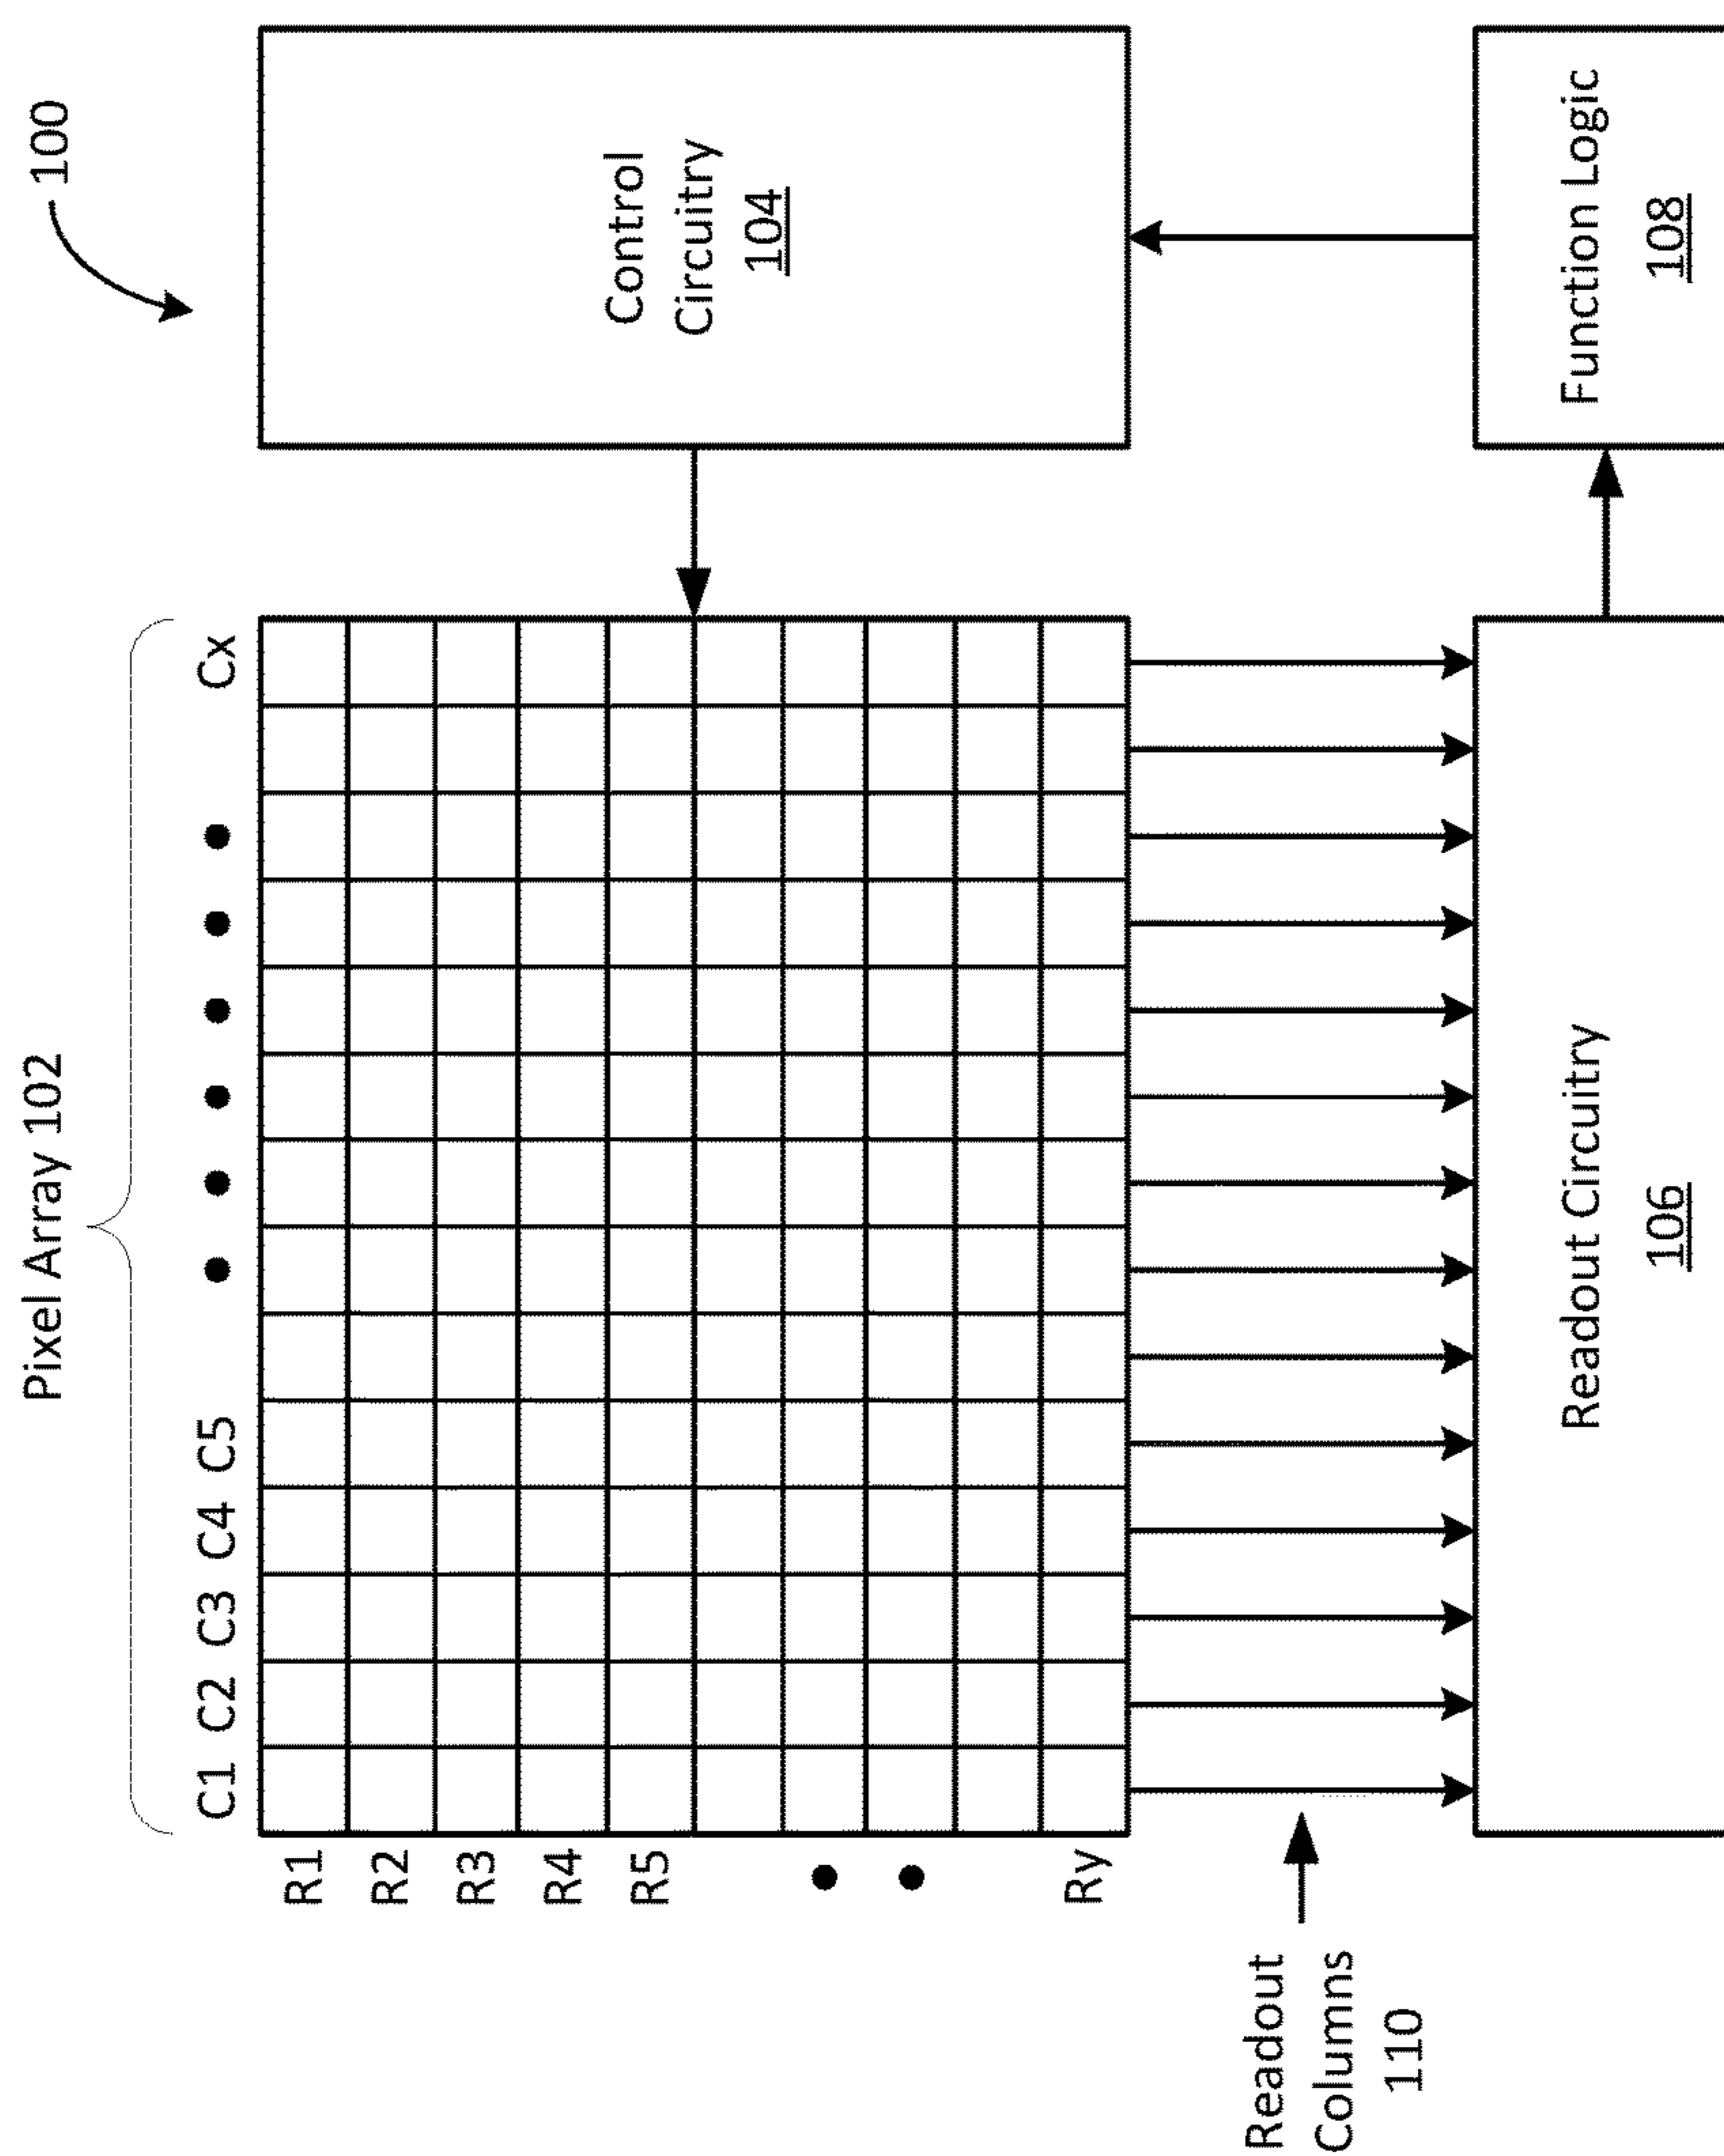 100
Pixel Array 102
C1 C2 C3 C4 C5 ● ● ● ● ● ● Cx
R1
R2
R3
R4
R5
●
●
Ry
Control
Circuitry
104
Readout
Columns
110
Readout Circuitry
106
Function Logic
108